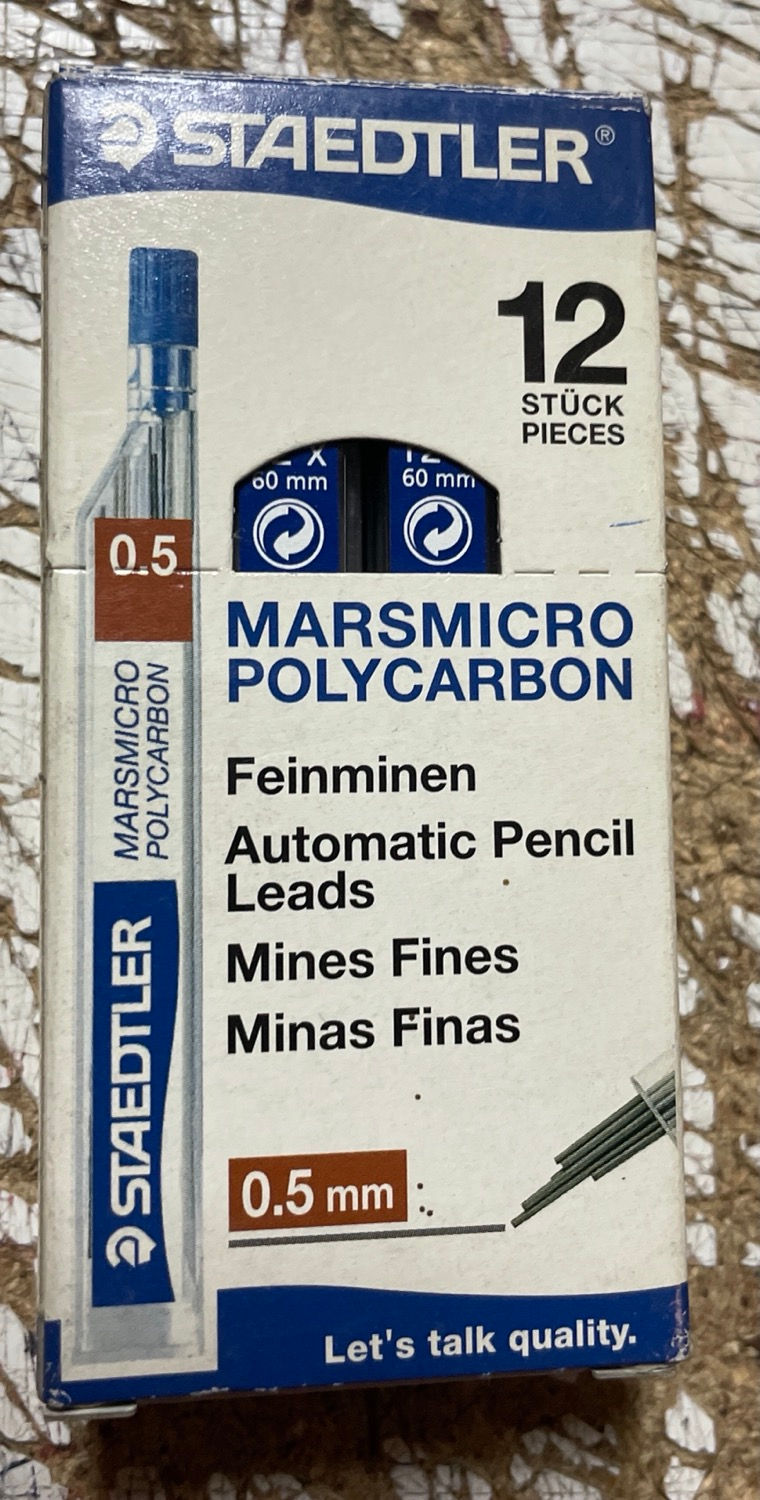 STAEDTLER®
12
STÜCK
PIECES
60 mm
60 mm
0.5
MARSMICRO
POLYCARBON
STAEDTLER
MARSMICRO
POLYCARBON
Feinminen
Automatic Pencil
Leads
Mines Fines
Minas Finas
0.5 mm
Let's talk quality.